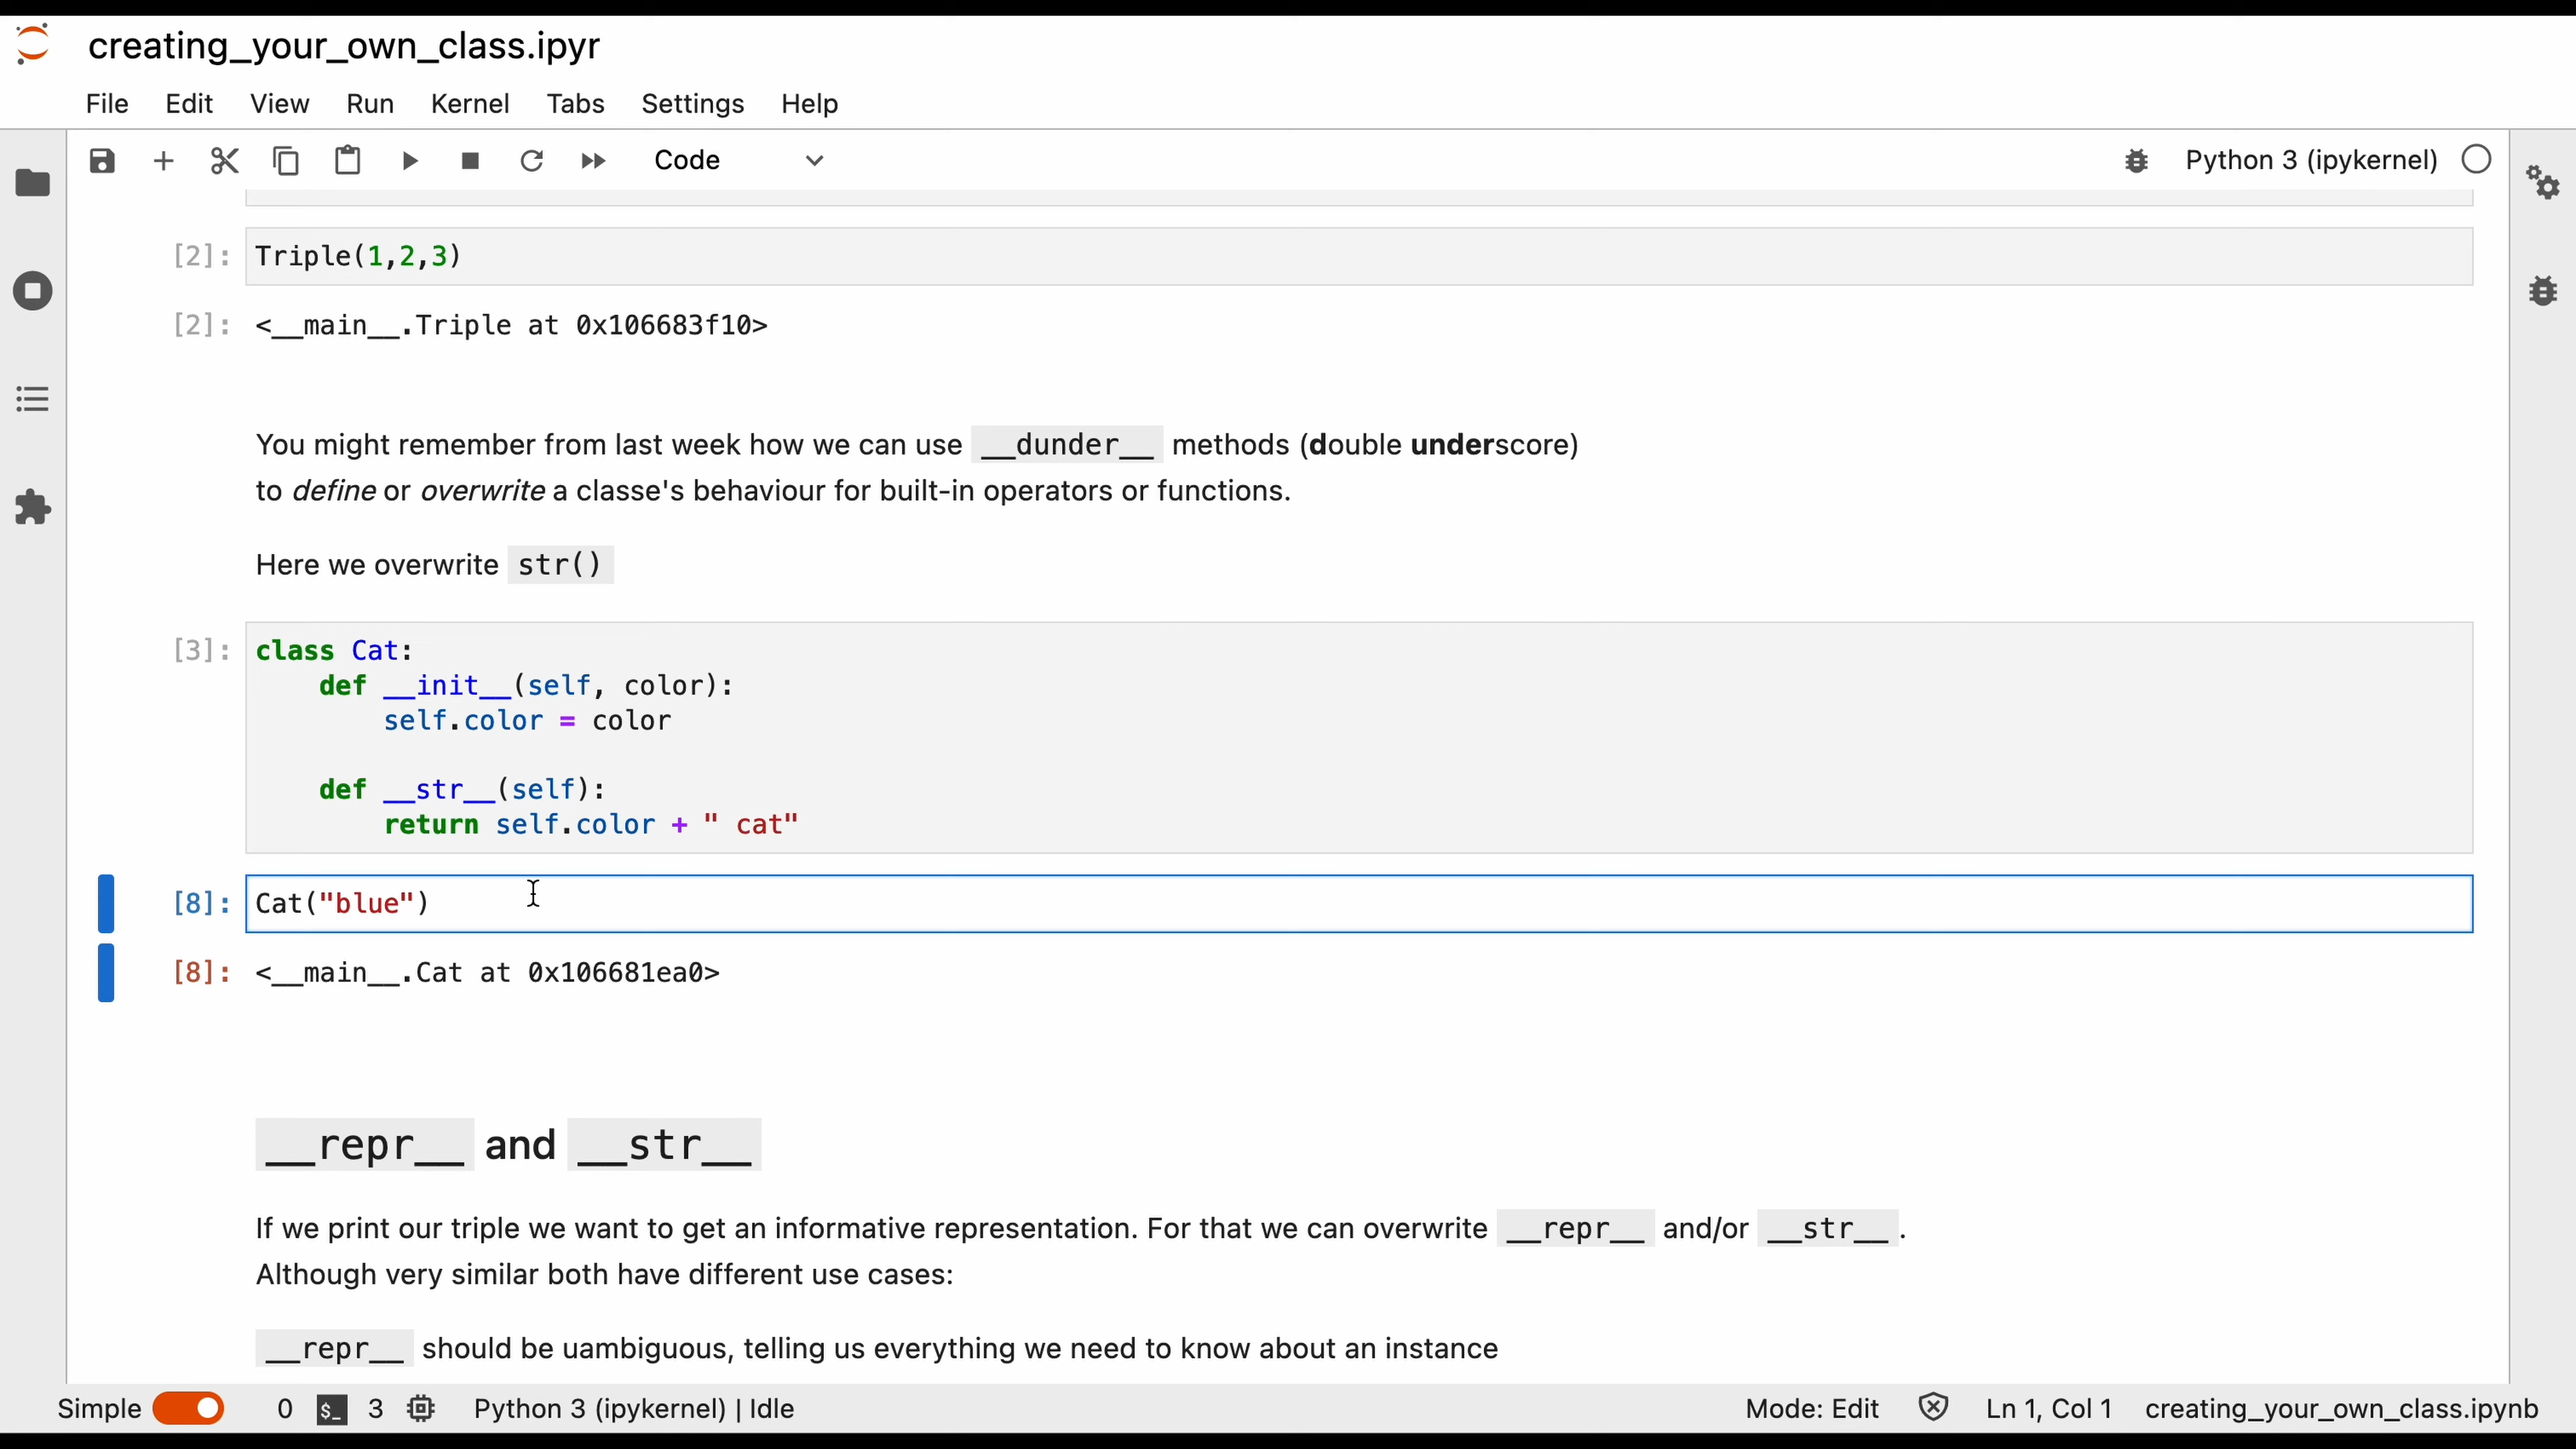 creating_your_own_class.ipyr
File Edit View Run Kernel Tabs Settings Help
Code Python 3 (ipykernel)
[2]: Triple(1,2,3)
[2]: <__main__.Triple at 0x106683f10>
You might remember from last week how we can use __dunder__ methods (double underscore)
to define or overwrite a classe's behaviour for built-in operators or functions.
Here we overwrite str()
[3]: class Cat:
    def __init__(self, color):
        self.color = color
    def __str__(self):
        return self.color + " cat"
[8]: Cat("blue")
[8]: <__main__.Cat at 0x106681ea0>
__repr__ and __str__
If we print our triple we want to get an informative representation. For that we can overwrite __repr__ and/or __str__.
Although very similar both have different use cases:
__repr__ should be uambiguous, telling us everything we need to know about an instance
Simple 0 $_ 3 Python 3 (ipykernel) | Idle Mode: Edit Ln 1, Col 1 creating_your_own_class.ipynb